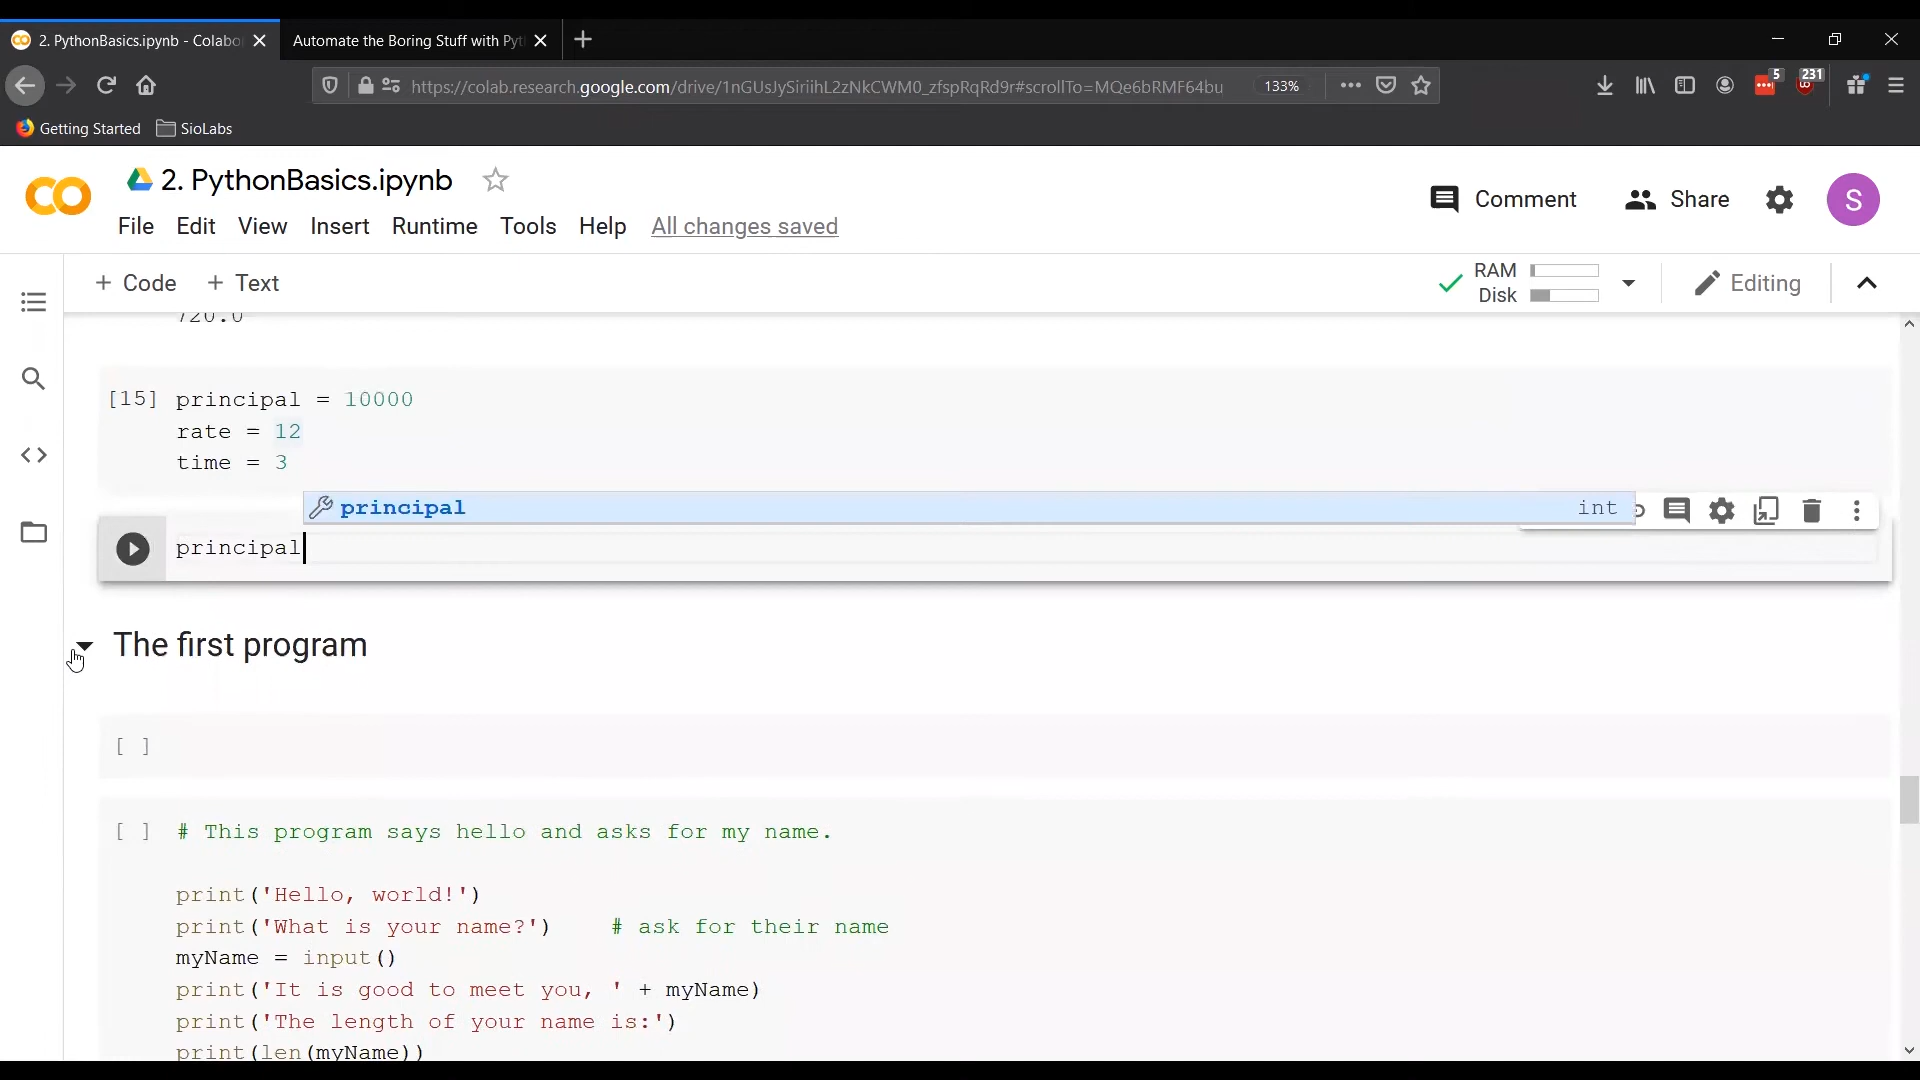 2. PythonBasics.ipynb - Colabo
Automate the Boring Stuff with Pyt
https://colab.research.google.com/drive/1nGUsJySiriihL2zNkCWM0_zfspRqRd9r#scrollTo=MQe6bRMF64bu
133%
5
231
Getting Started
SioLabs
2. PythonBasics.ipynb
File Edit View Insert Runtime Tools Help All changes saved
Comment
Share
S
+ Code + Text
RAM
Disk
Editing
720.0
[15] principal = 10000
rate = 12
time = 3
principal int
principal
The first program
[ ]
[ ] # This program says hello and asks for my name.
print('Hello, world!')
print('What is your name?') # ask for their name
myName = input()
print('It is good to meet you, ' + myName)
print('The length of your name is:')
print(len(myName))